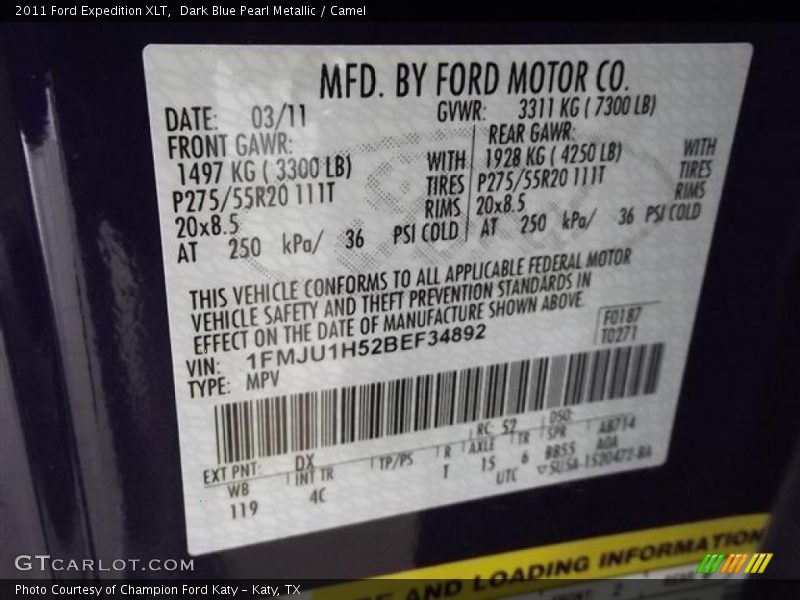 2011 Ford Expedition XLT,  Dark Blue Pearl Metallic / Camel
MFD. BY FORD MOTOR CO.
DATE: 03/11 GVWR: 3311 KG ( 7300 LB)
FRONT GAWR: REAR GAWR:
1497 KG ( 3300 LB) WITH 1928 KG ( 4250 LB) WITH
P275/55R20 111T TIRES P275/55R20 111T TIRES
20x8.5 RIMS 20x8.5 RIMS
AT 250 kPa/ 36 PSI COLD AT 250 kPa/ 36 PSI COLD
THIS VEHICLE CONFORMS TO ALL APPLICABLE FEDERAL MOTOR
VEHICLE SAFETY AND THEFT PREVENTION STANDARDS IN
EFFECT ON THE DATE OF MANUFACTURE SHOWN ABOVE.
F0187
T0271
VIN: 1FMJU1H52BEF34892
TYPE: MPV
EXT PNT: DX RC: 52 DSO:
WB INT TR TP/PS R AXLE TR SPR AB714
119 4C T 15 6 BB55 AOA
UTC SU5A-1520472-BA
AND LOADING INFORMATION
GTCARLOT.COM
Photo Courtesy of Champion Ford Katy – Katy, TX